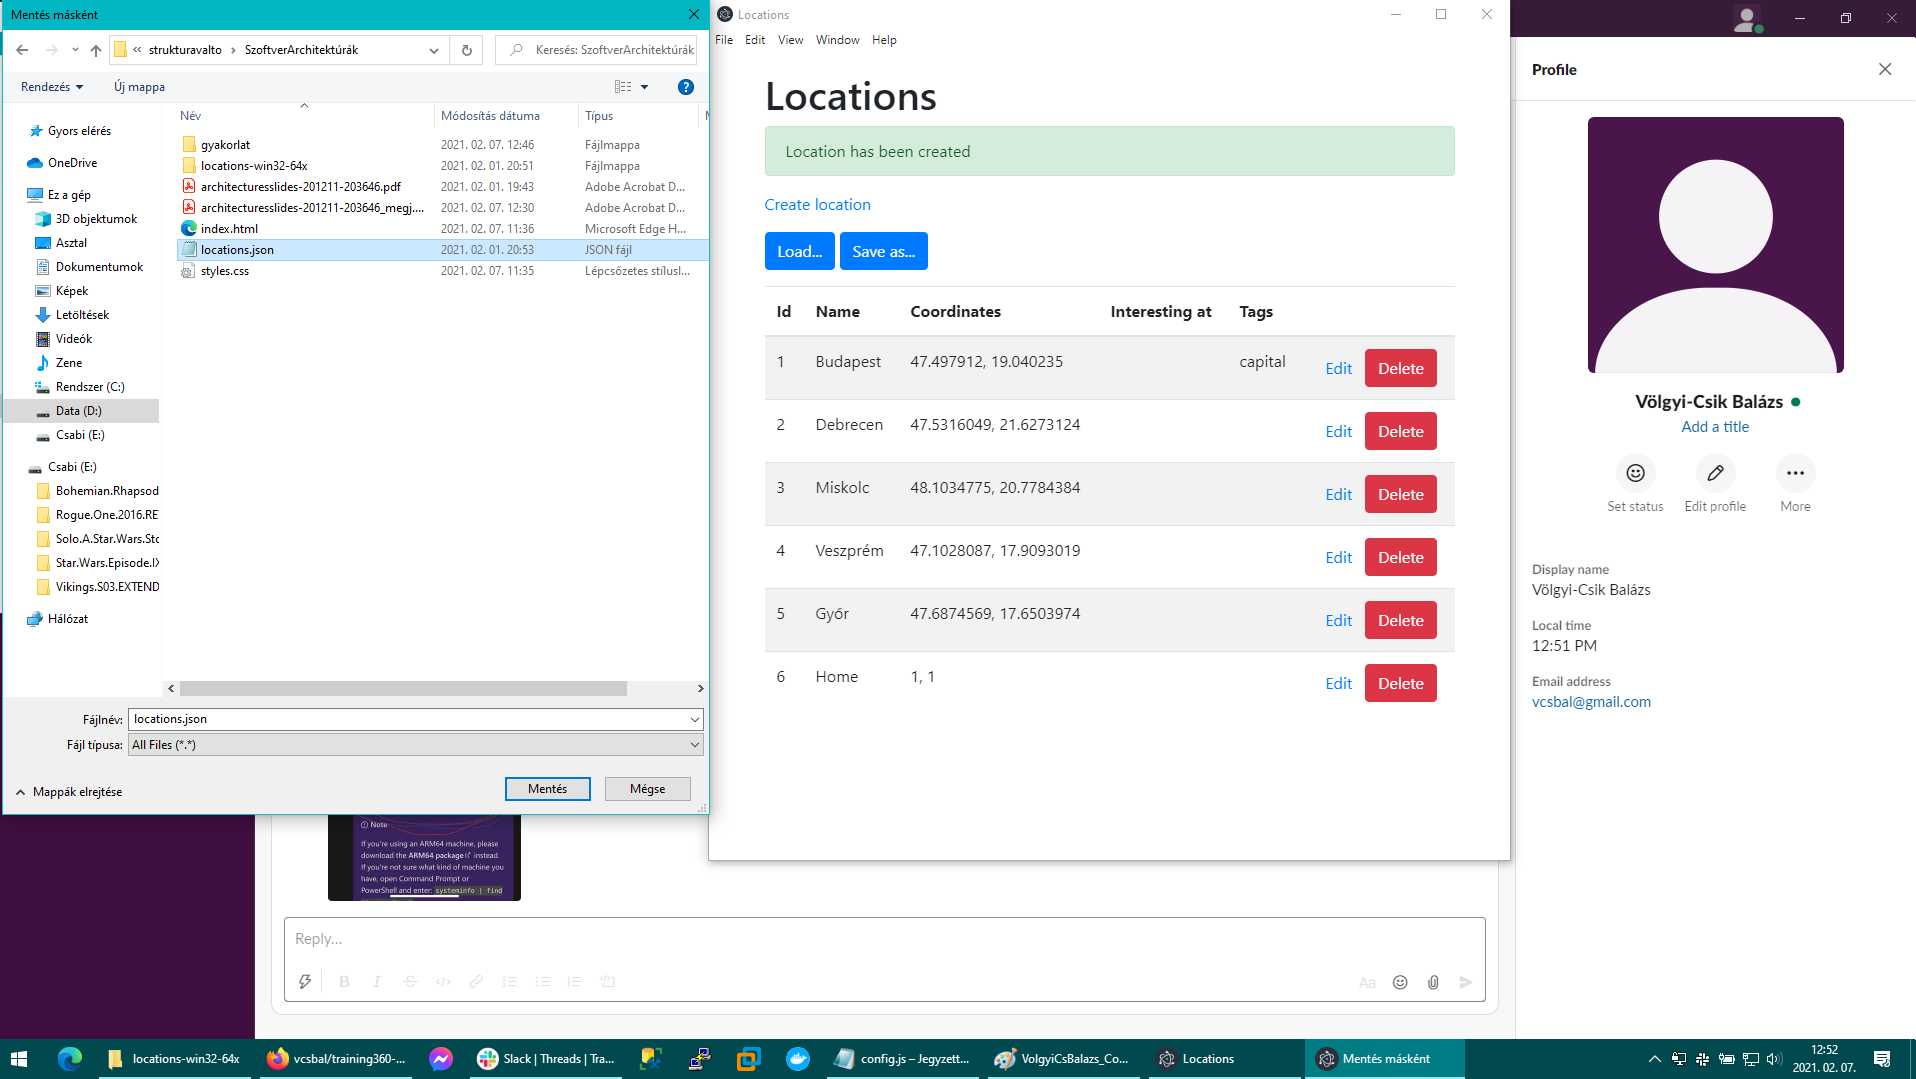 Mentés másként
« strukturavalto › SzoftverArchitektúrák
Keresés: SzoftverArchitektúrák
Rendezés
Új mappa
Név
Módosítás dátuma
Típus
gyakorlat 2021. 02. 07. 12:46 Fájlmappa
locations-win32-64x 2021. 02. 01. 20:51 Fájlmappa
architecturesslides-201211-203646.pdf 2021. 02. 01. 19:43 Adobe Acrobat D...
architecturesslides-201211-203646_megj.... 2021. 02. 07. 12:30 Adobe Acrobat D...
index.html 2021. 02. 07. 11:36 Microsoft Edge H...
locations.json 2021. 02. 01. 20:53 JSON fájl
styles.css 2021. 02. 07. 11:35 Lépcsőzetes stílusl...
Gyors elérés
OneDrive
Ez a gép
3D objektumok
Asztal
Dokumentumok
Képek
Letöltések
Videók
Zene
Rendszer (C:)
Data (D:)
Csabi (E:)
Csabi (E:)
Bohemian.Rhapsod
Rogue.One.2016.RE
Solo.A.Star.Wars.Sto
Star.Wars.Episode.IX
Vikings.S03.EXTEND
Hálózat
Fájlnév: locations.json
Fájl típusa: All Files (*.*)
Mappák elrejtése
Mentés
Mégse
Locations
File Edit View Window Help
Locations
Location has been created
Create location
Load... Save as...
Id Name Coordinates Interesting at Tags
1 Budapest 47.497912, 19.040235 capital Edit Delete
2 Debrecen 47.5316049, 21.6273124 Edit Delete
3 Miskolc 48.1034775, 20.7784384 Edit Delete
4 Veszprém 47.1028087, 17.9093019 Edit Delete
5 Győr 47.6874569, 17.6503974 Edit Delete
6 Home 1, 1 Edit Delete
Profile
Völgyi-Csik Balázs
Add a title
Set status Edit profile More
Display name
Völgyi-Csik Balázs
Local time
12:51 PM
Email address
vcsbal@gmail.com
Note
If you're using an ARM64 machine, please
download the ARM64 package instead.
If you're not sure what kind of machine you
have, open Command Prompt or
PowerShell and enter: systeminfo | find
Reply...
Aa
locations-win32-64x
vcsbal/training360-...
Slack | Threads | Tra...
config.js – Jegyzett...
VolgyiCsBalazs_Co...
Locations
Mentés másként
12:52
2021. 02. 07.